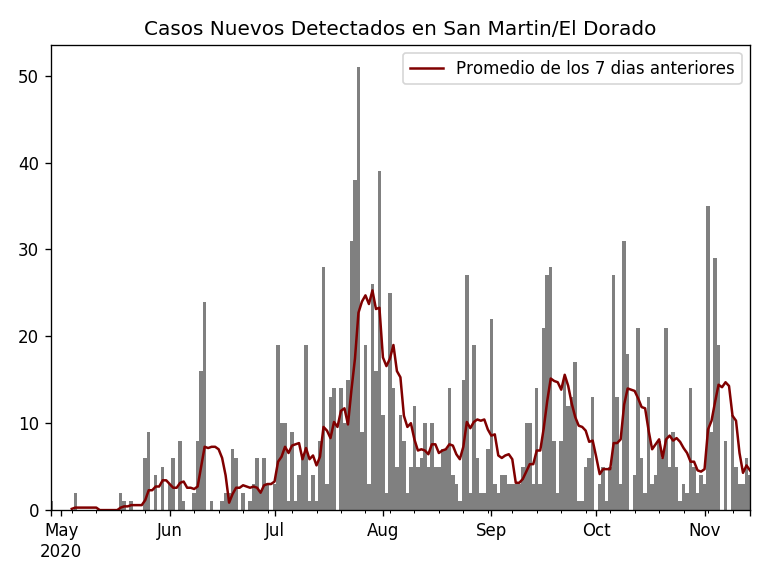 Casos Nuevos Detectados en San Martin/El Dorado
Promedio de los 7 dias anteriores
50
40
30
20
10
0
May Jun Jul Aug Sep Oct Nov
2020